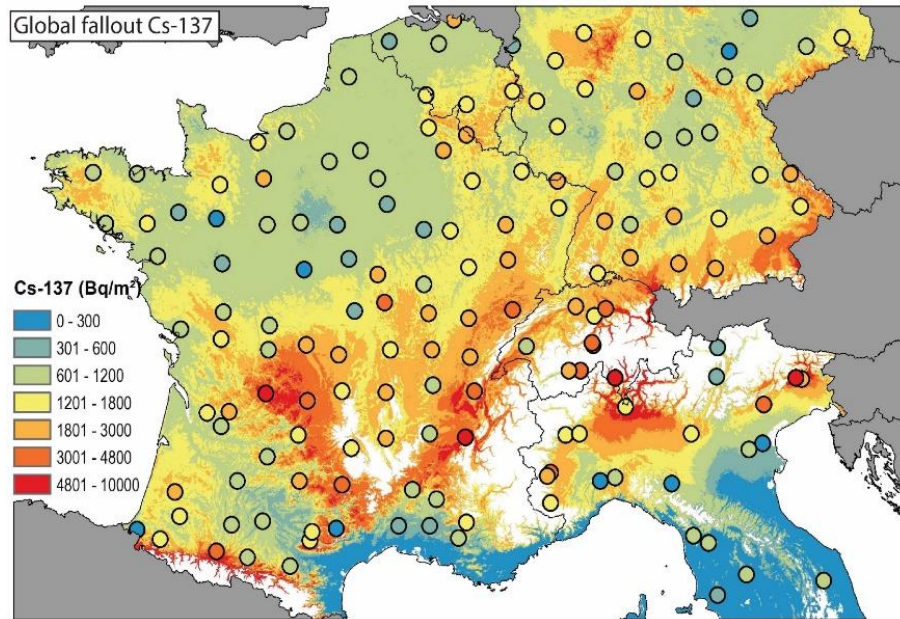 Global fallout Cs-137
Cs-137 (Bq/m²)
0 - 300
301 - 600
601 - 1200
1201 - 1800
1801 - 3000
3001 - 4800
4801 - 10000